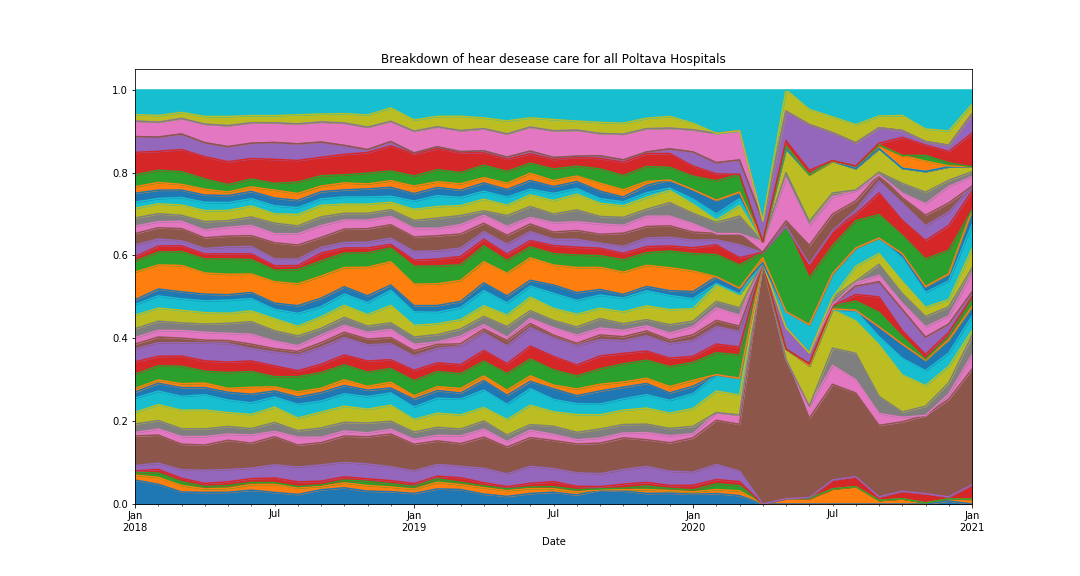 Breakdown of hear desease care for all Poltava Hospitals
1.0
0.8
0.6
0.4
0.2
0.0
Jan Jul Jan Jul Jan Jul Jan
2018 2019 2020 2021
Date